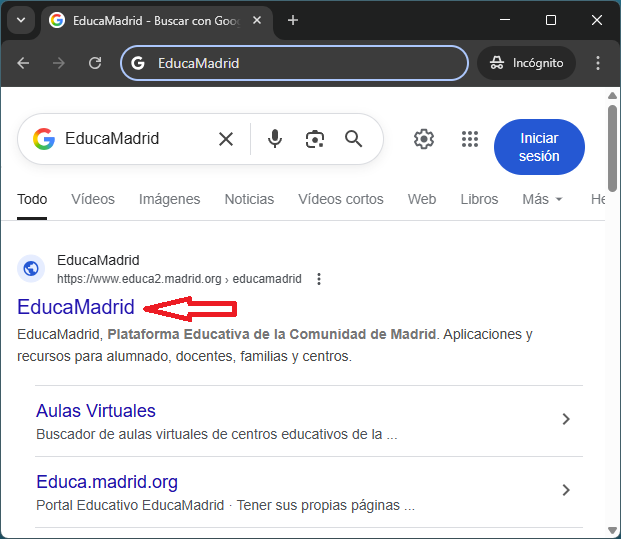 EducaMadrid - Buscar con Goo
EducaMadrid
Incógnito
EducaMadrid
Iniciar
sesión
Todo Vídeos Imágenes Noticias Vídeos cortos Web Libros Más He
EducaMadrid
https://www.educa2.madrid.org › educamadrid
EducaMadrid
EducaMadrid, Plataforma Educativa de la Comunidad de Madrid. Aplicaciones y
recursos para alumnado, docentes, familias y centros.
Aulas Virtuales
Buscador de aulas virtuales de centros educativos de la ...
Educa.madrid.org
Portal Educativo EducaMadrid · Tener sus propias páginas ...